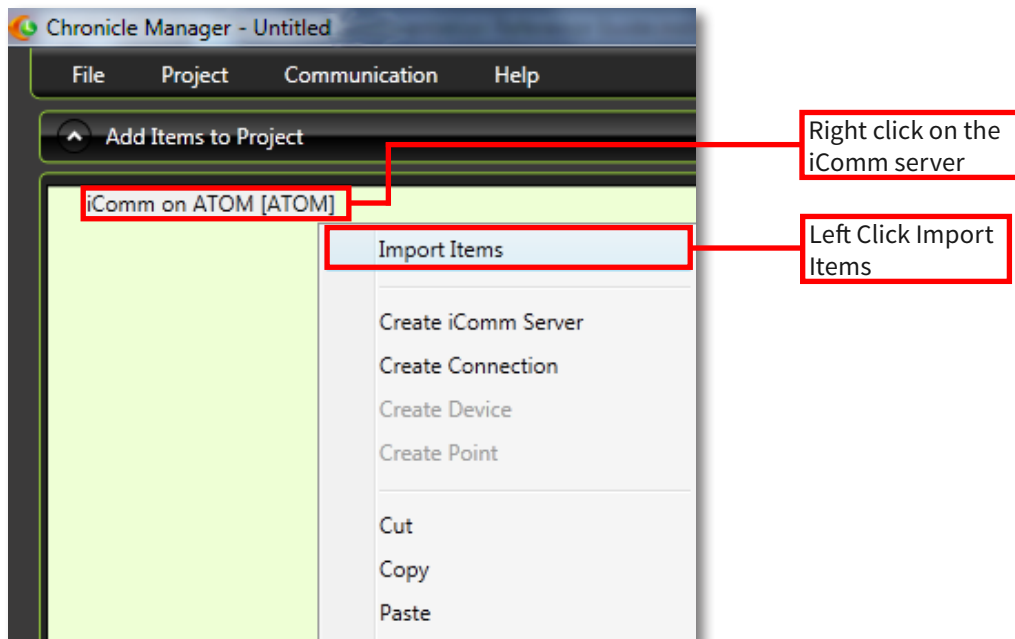 Chronicle Manager - Untitled
File Project Communication Help
Add Items to Project
Right click on the
iComm server
iComm on ATOM [ATOM]
Left Click Import
Items
Import Items
Create iComm Server
Create Connection
Create Device
Create Point
Cut
Copy
Paste